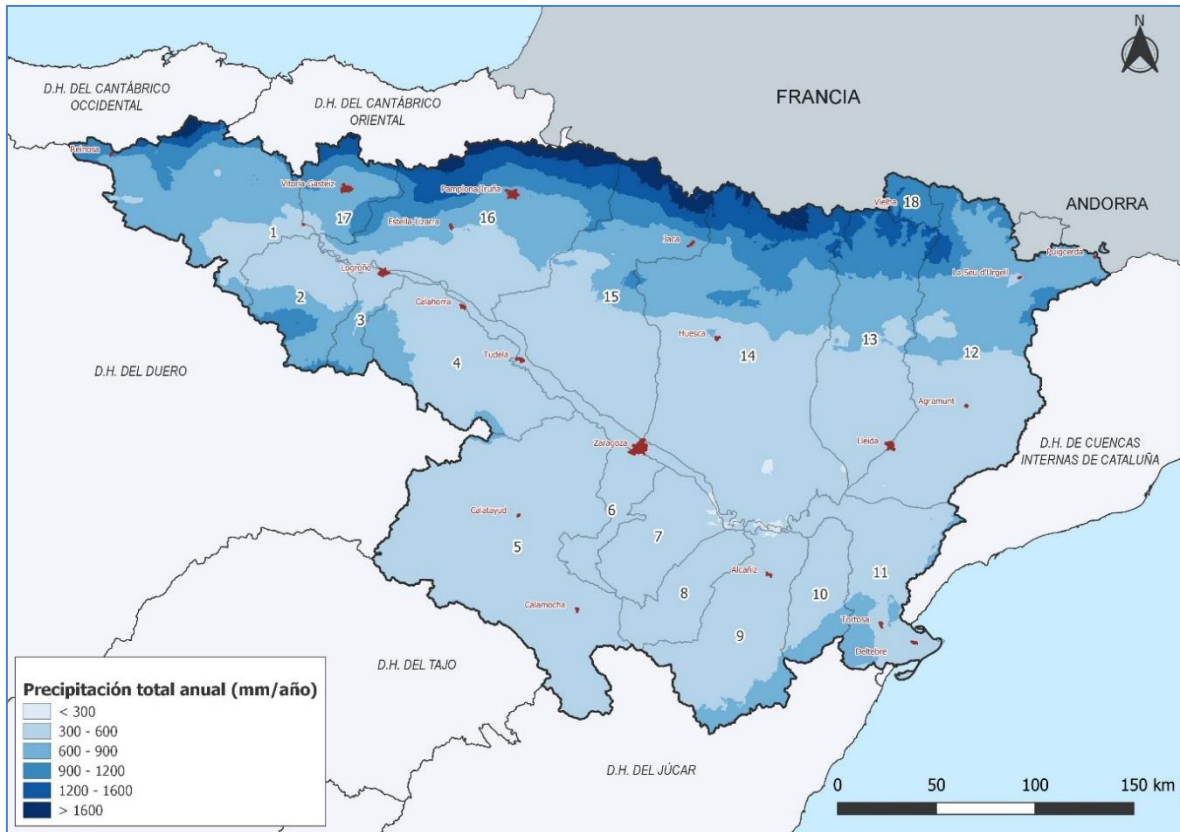 N
D.H. DEL CANTÁBRICO
OCCIDENTAL
D.H. DEL CANTÁBRICO
ORIENTAL
FRANCIA
Reinosa
Vitoria-Gasteiz
Pamplona/Iruña
Vielha
18
ANDORRA
17
Estella-Lizarra
16
1
Jaca
Puigcerda
La Seu d'Urgell
Logroño
2
Calahorra
15
3
Huesca
13
14
12
4
Tudela
D.H. DEL DUERO
Agramunt
Zaragoza
Lleida
D.H. DE CUENCAS
INTERNAS DE CATALUÑA
Calatayud
6
5
7
Alcañiz
11
8
10
Calamocha
9
Tortosa
Deltebre
D.H. DEL TAJO
D.H. DEL JÚCAR
Precipitación total anual (mm/año)
< 300
300 - 600
600 - 900
900 - 1200
1200 - 1600
> 1600
0 50 100 150 km